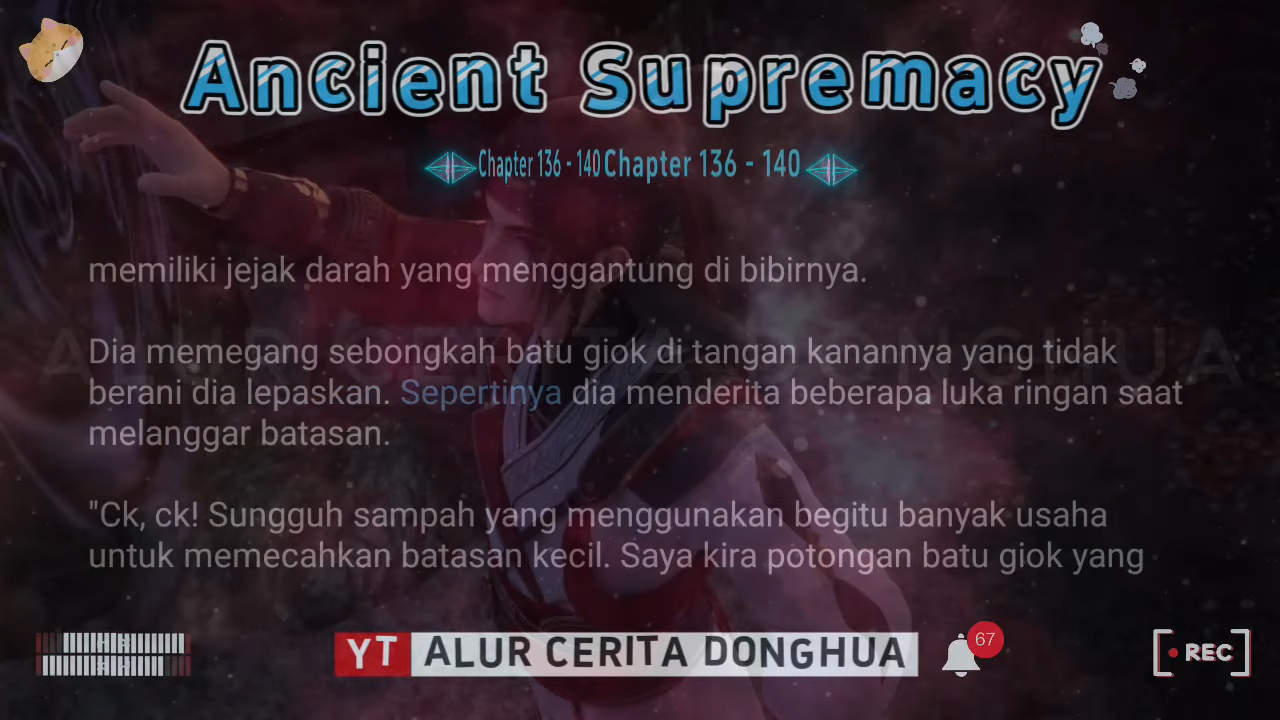 Ancient Supremacy
Chapter 136 - 140 Chapter 136 - 140
memiliki jejak darah yang menggantung di bibirnya.
ALUR CERITA DONGHUA
Dia memegang sebongkah batu giok di tangan kanannya yang tidak
berani dia lepaskan. Sepertinya dia menderita beberapa luka ringan saat
melanggar batasan.
"Ck, ck! Sungguh sampah yang menggunakan begitu banyak usaha
untuk memecahkan batasan kecil. Saya kira potongan batu giok yang
YT ALUR CERITA DONGHUA
67
REC